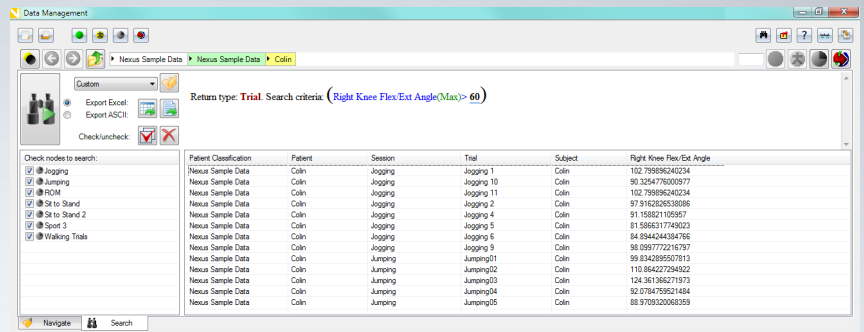 Data Management
Nexus Sample Data Nexus Sample Data Colin
Custom
Export Excel:
Export ASCII:
Check/uncheck:
Return type: Trial. Search criteria: (Right Knee Flex/Ext Angle(Max)> 60)
Check nodes to search:
Jogging
Jumping
ROM
Sit to Stand
Sit to Stand 2
Sport 3
Walking Trials
Patient Classification Patient Session Trial Subject Right Knee Flex/Ext Angle
Nexus Sample Data Colin Jogging Jogging 1 Colin 102.799896240234
Nexus Sample Data Colin Jogging Jogging 10 Colin 90.3254776000977
Nexus Sample Data Colin Jogging Jogging 11 Colin 102.799896240234
Nexus Sample Data Colin Jogging Jogging 2 Colin 97.9162826538086
Nexus Sample Data Colin Jogging Jogging 4 Colin 91.158821105957
Nexus Sample Data Colin Jogging Jogging 5 Colin 81.5866317749023
Nexus Sample Data Colin Jogging Jogging 6 Colin 84.8944244384766
Nexus Sample Data Colin Jogging Jogging 9 Colin 98.0997772216797
Nexus Sample Data Colin Jumping Jumping01 Colin 99.8342895507813
Nexus Sample Data Colin Jumping Jumping02 Colin 110.864227294922
Nexus Sample Data Colin Jumping Jumping03 Colin 124.361366271973
Nexus Sample Data Colin Jumping Jumping04 Colin 92.0784759521484
Nexus Sample Data Colin Jumping Jumping05 Colin 88.9709320068359
Navigate Search